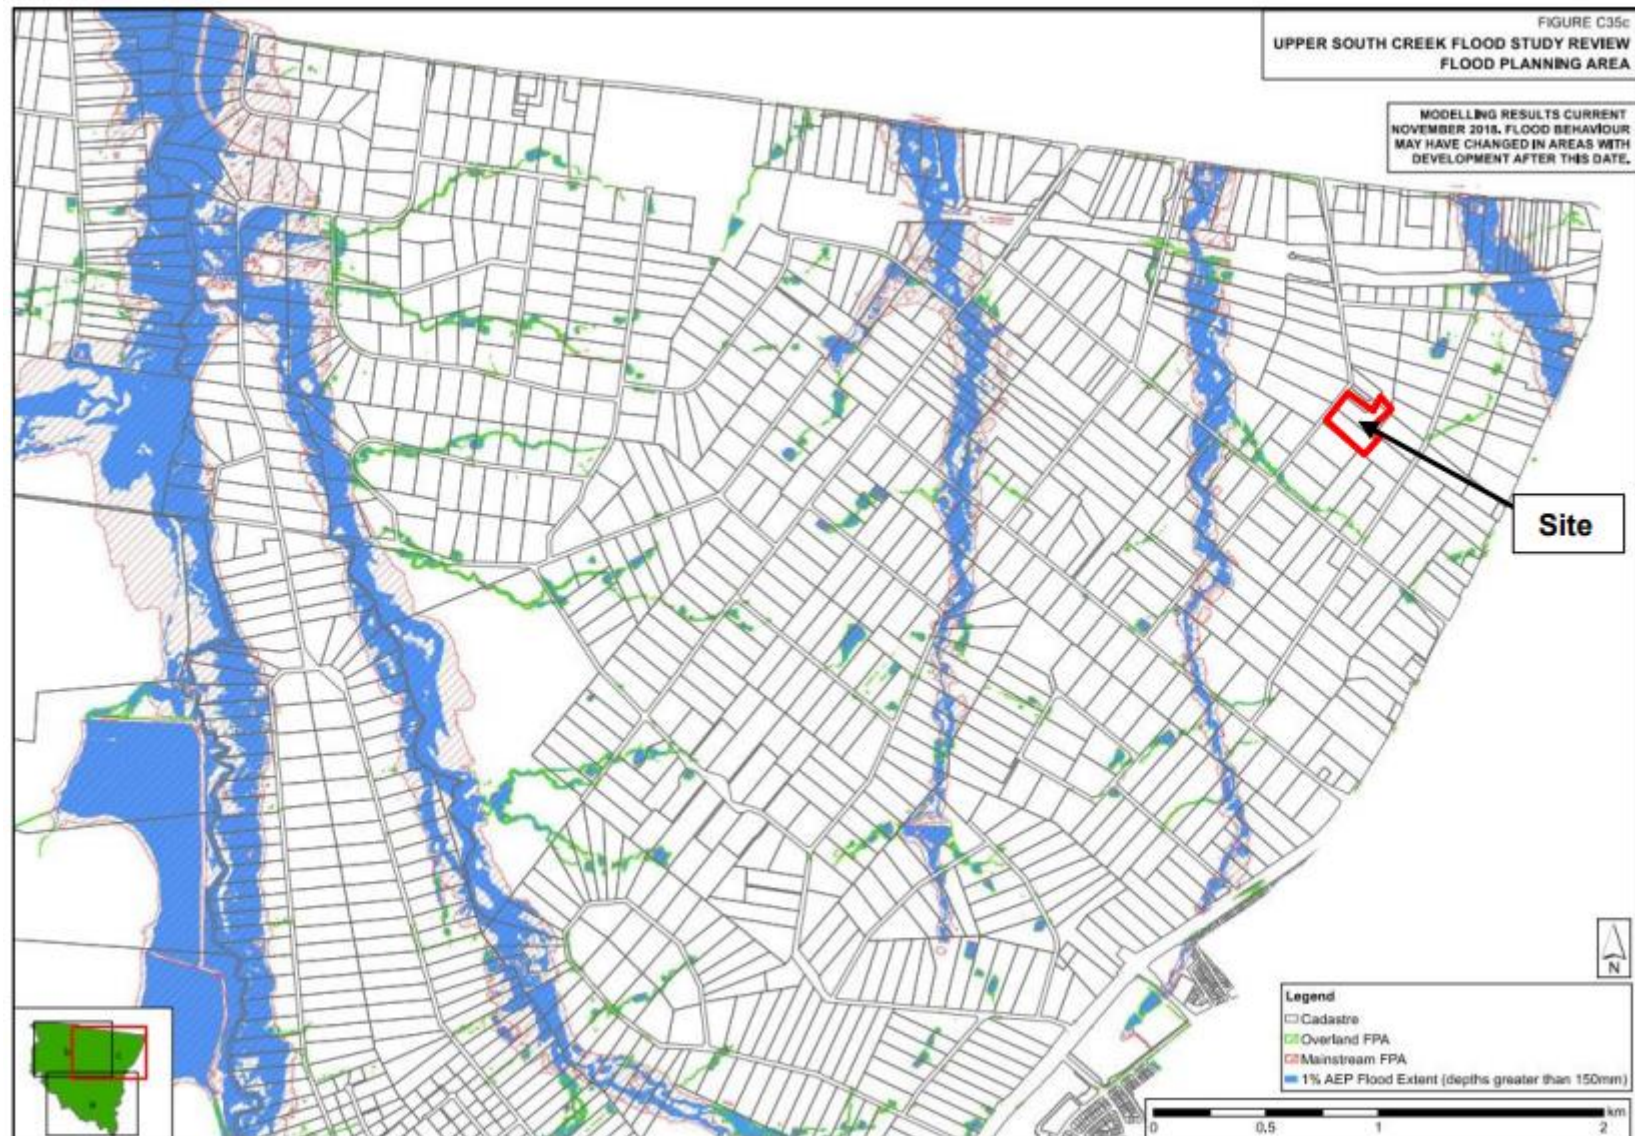 FIGURE C35c
UPPER SOUTH CREEK FLOOD STUDY REVIEW
FLOOD PLANNING AREA
MODELLING RESULTS CURRENT
NOVEMBER 2018. FLOOD BEHAVIOUR
MAY HAVE CHANGED IN AREAS WITH
DEVELOPMENT AFTER THIS DATE.
Site
N
Legend
Cadastre
Overland FPA
Mainstream FPA
1% AEP Flood Extent (depths greater than 150mm)
km
0 0.5 1 2